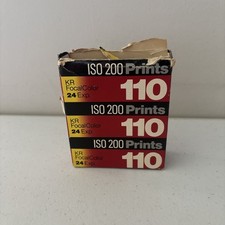 ISO 200 Prints
KR
FocalColor
24 Exp.
110
ISO 200 Prints
KR
FocalColor
24 Exp.
110
ISO 200 Prints
KR
FocalColor
24 Exp.
110